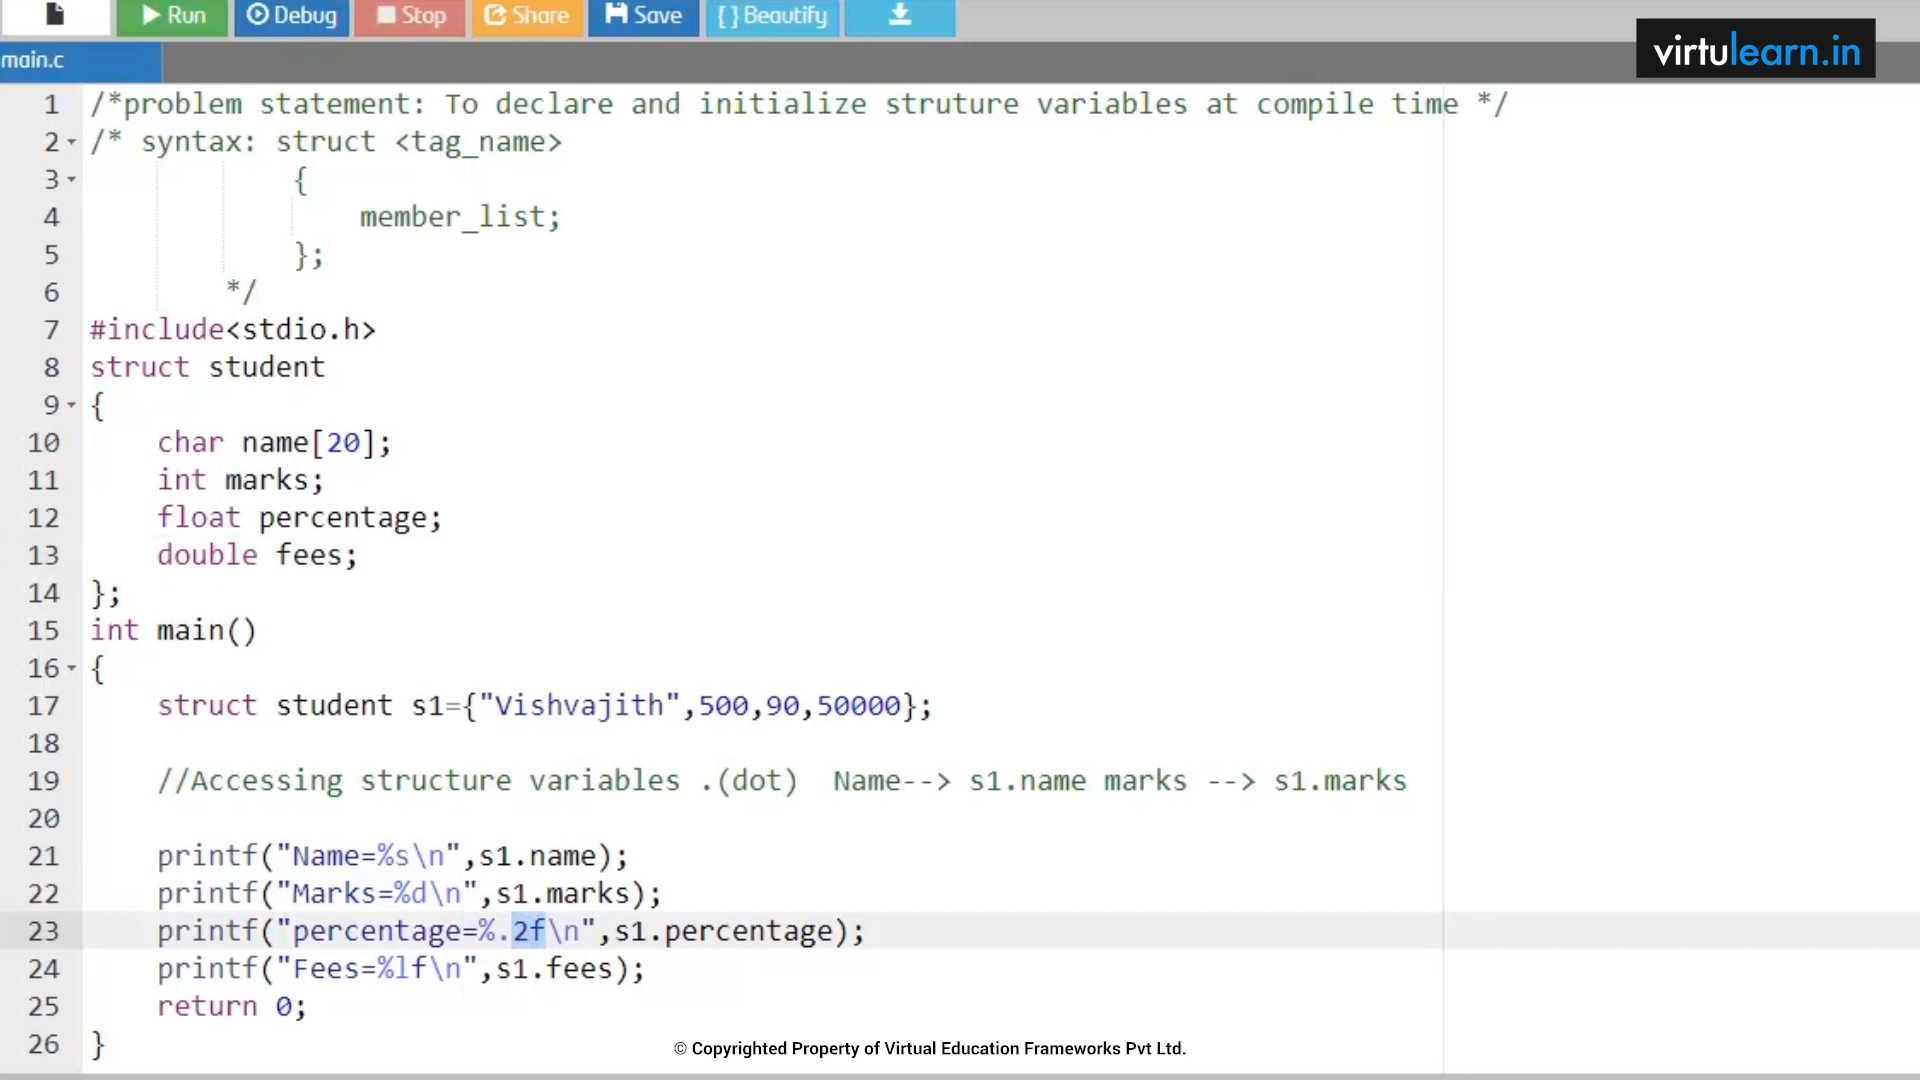 Run Debug Stop Share Save {} Beautify
virtulearn.in
main.c
1 /*problem statement: To declare and initialize struture variables at compile time */
2 /* syntax: struct <tag_name>
3 {
4 member_list;
5 };
6 */
7 #include<stdio.h>
8 struct student
9 {
10 char name[20];
11 int marks;
12 float percentage;
13 double fees;
14 };
15 int main()
16 {
17 struct student s1={"Vishvajith",500,90,50000};
18
19 //Accessing structure variables .(dot)  Name--> s1.name marks --> s1.marks
20
21 printf("Name=%s\n",s1.name);
22 printf("Marks=%d\n",s1.marks);
23 printf("percentage=%.2f\n",s1.percentage);
24 printf("Fees=%lf\n",s1.fees);
25 return 0;
26 }
© Copyrighted Property of Virtual Education Frameworks Pvt Ltd.